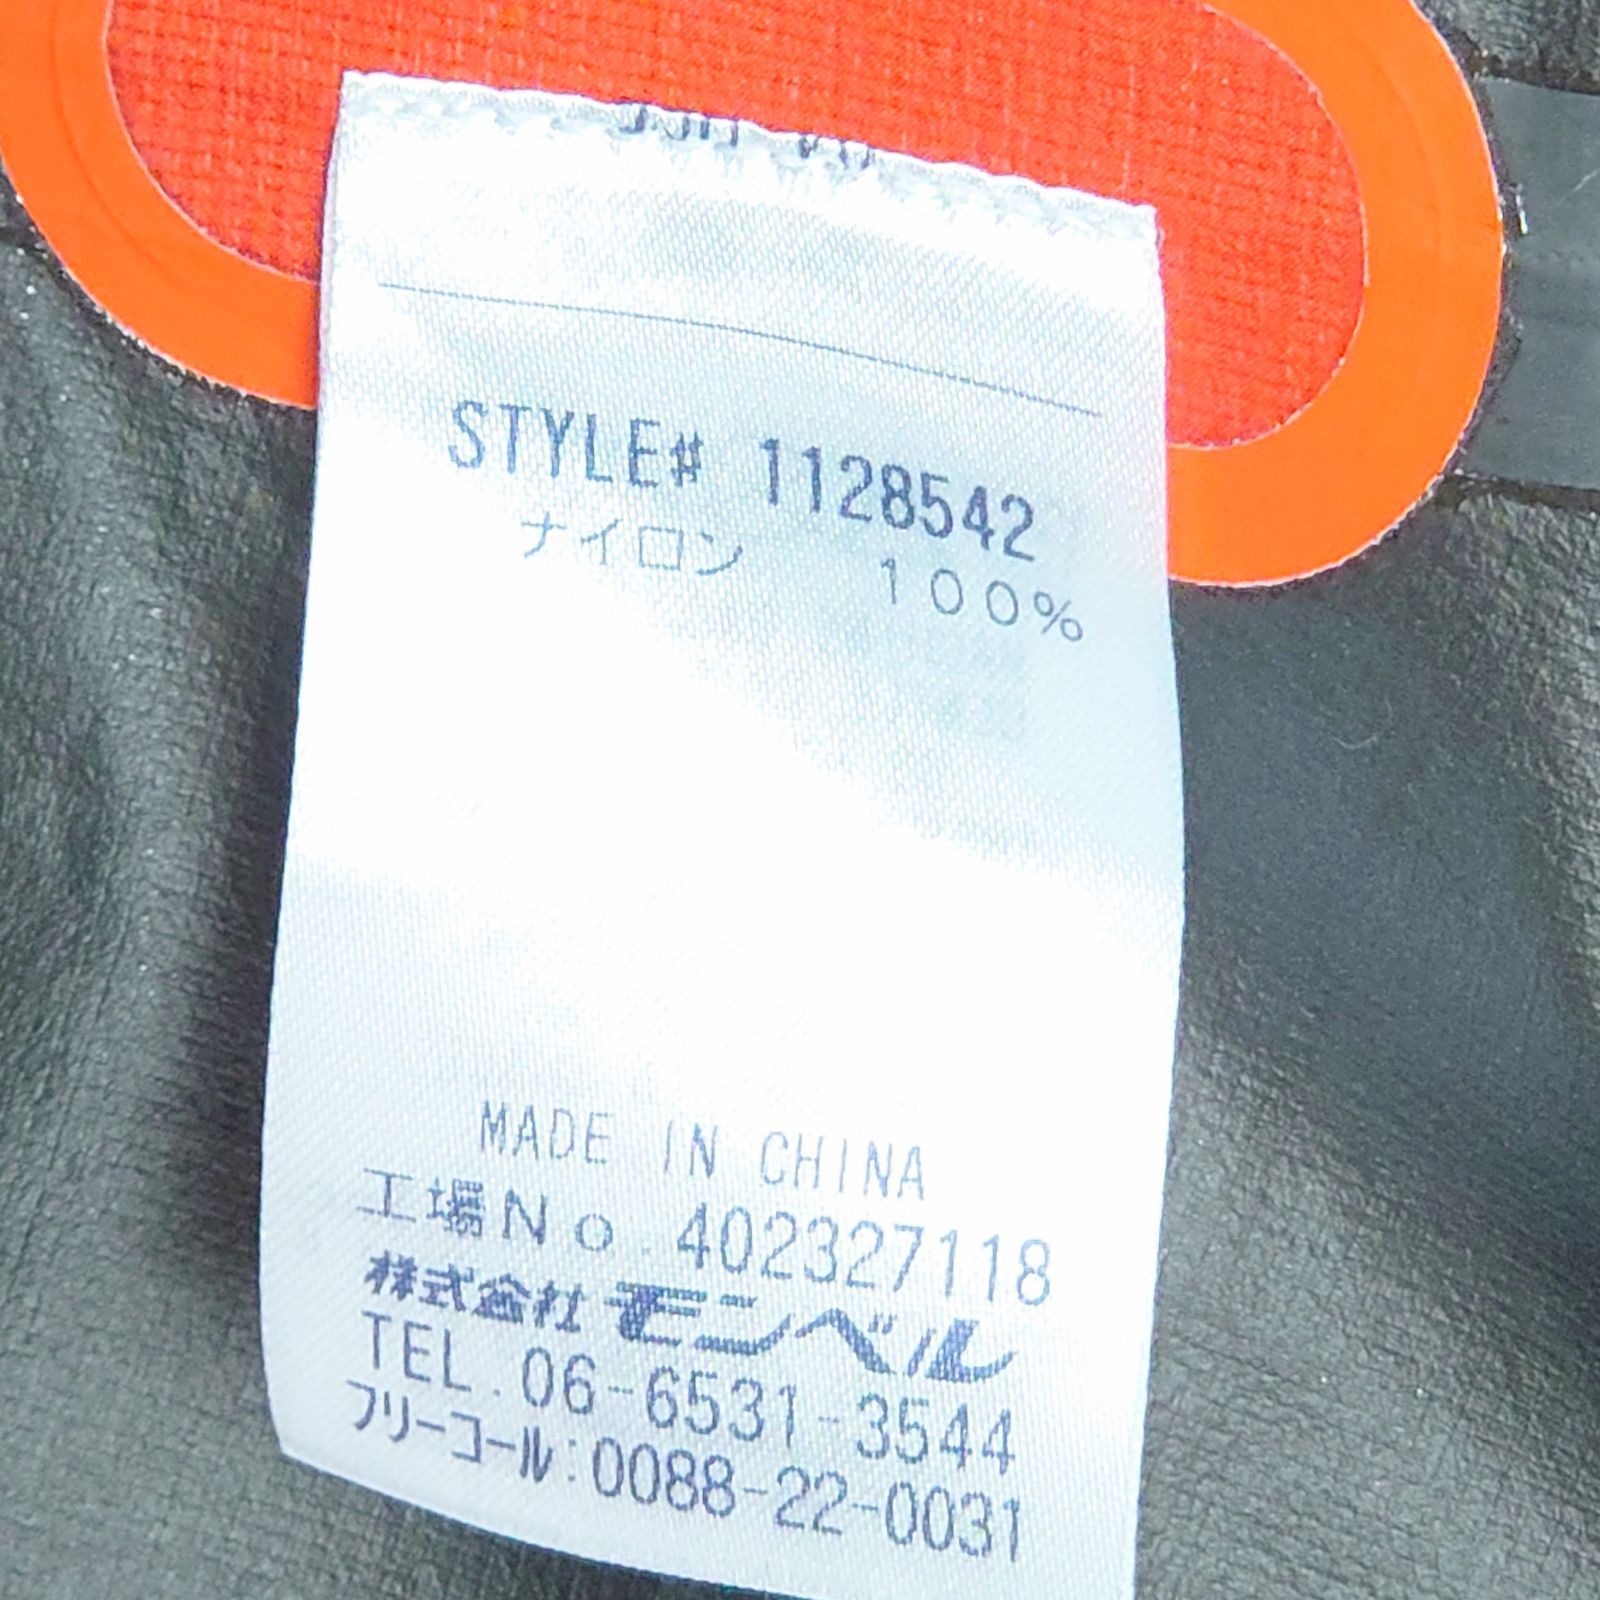 STYLE# 1128542
ナイロン 100%
MADE IN CHINA
工場No.402327118
株式会社モンベル
TEL.06-6531-3544
フリーコール:0088-22-0031